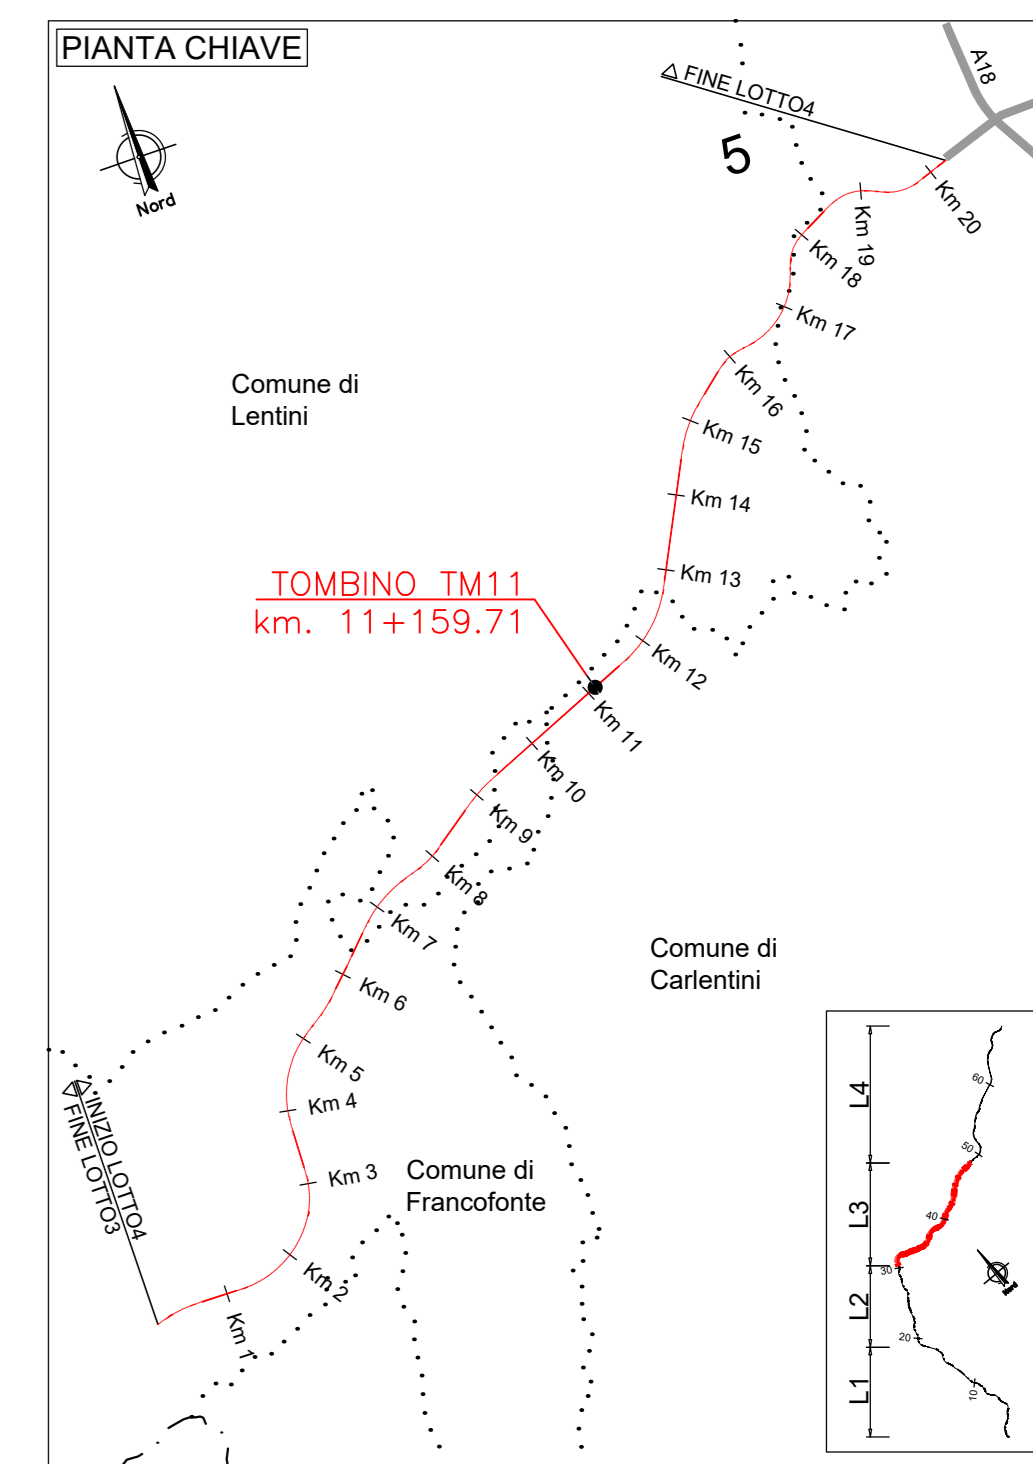 PIANTA CHIAVE
Nord
A18
FINE LOTTO4
5
Km 20
Km 19
Km 18
Km 17
Km 16
Comune di
Lentini
Km 15
Km 14
Km 13
TOMBINO TM11
km. 11+159.71
Km 12
Km 11
Km 10
Km 9
Km 8
Km 7
Comune di
Carlentini
Km 6
Km 5
Km 4
INIZIO LOTTO4
FINE LOTTO3
Km 3
Comune di
Francofonte
Km 2
Km 1
L4
60
50
L3
40
30
L2
20
L1
10
Nord